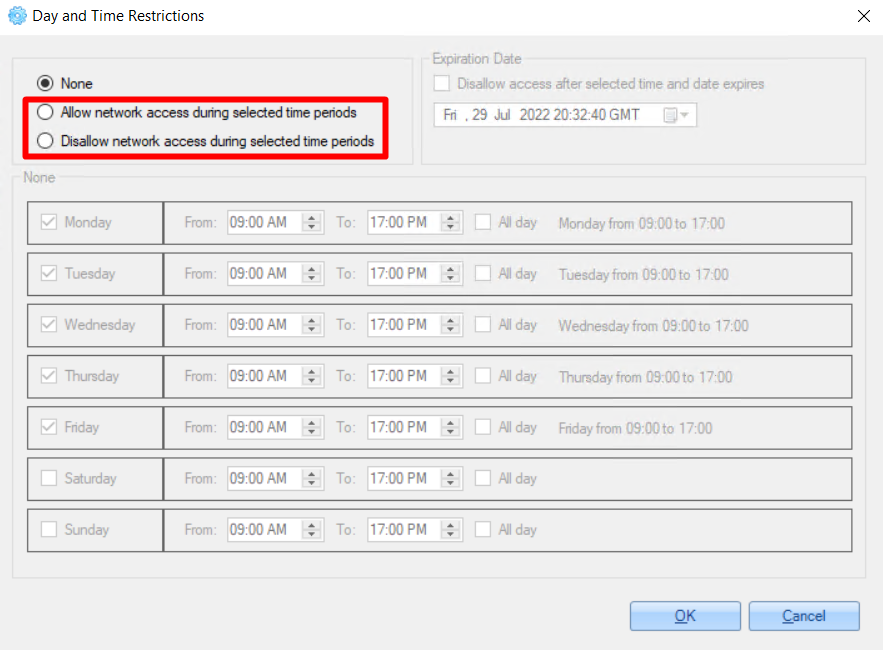 Day and Time Restrictions
None
Allow network access during selected time periods
Disallow network access during selected time periods
Expiration Date
Disallow access after selected time and date expires
Fri , 29 Jul 2022 20:32:40 GMT
None
Monday From: 09:00 AM To: 17:00 PM All day Monday from 09:00 to 17:00
Tuesday From: 09:00 AM To: 17:00 PM All day Tuesday from 09:00 to 17:00
Wednesday From: 09:00 AM To: 17:00 PM All day Wednesday from 09:00 to 17:00
Thursday From: 09:00 AM To: 17:00 PM All day Thursday from 09:00 to 17:00
Friday From: 09:00 AM To: 17:00 PM All day Friday from 09:00 to 17:00
Saturday From: 09:00 AM To: 17:00 PM All day
Sunday From: 09:00 AM To: 17:00 PM All day
OK Cancel